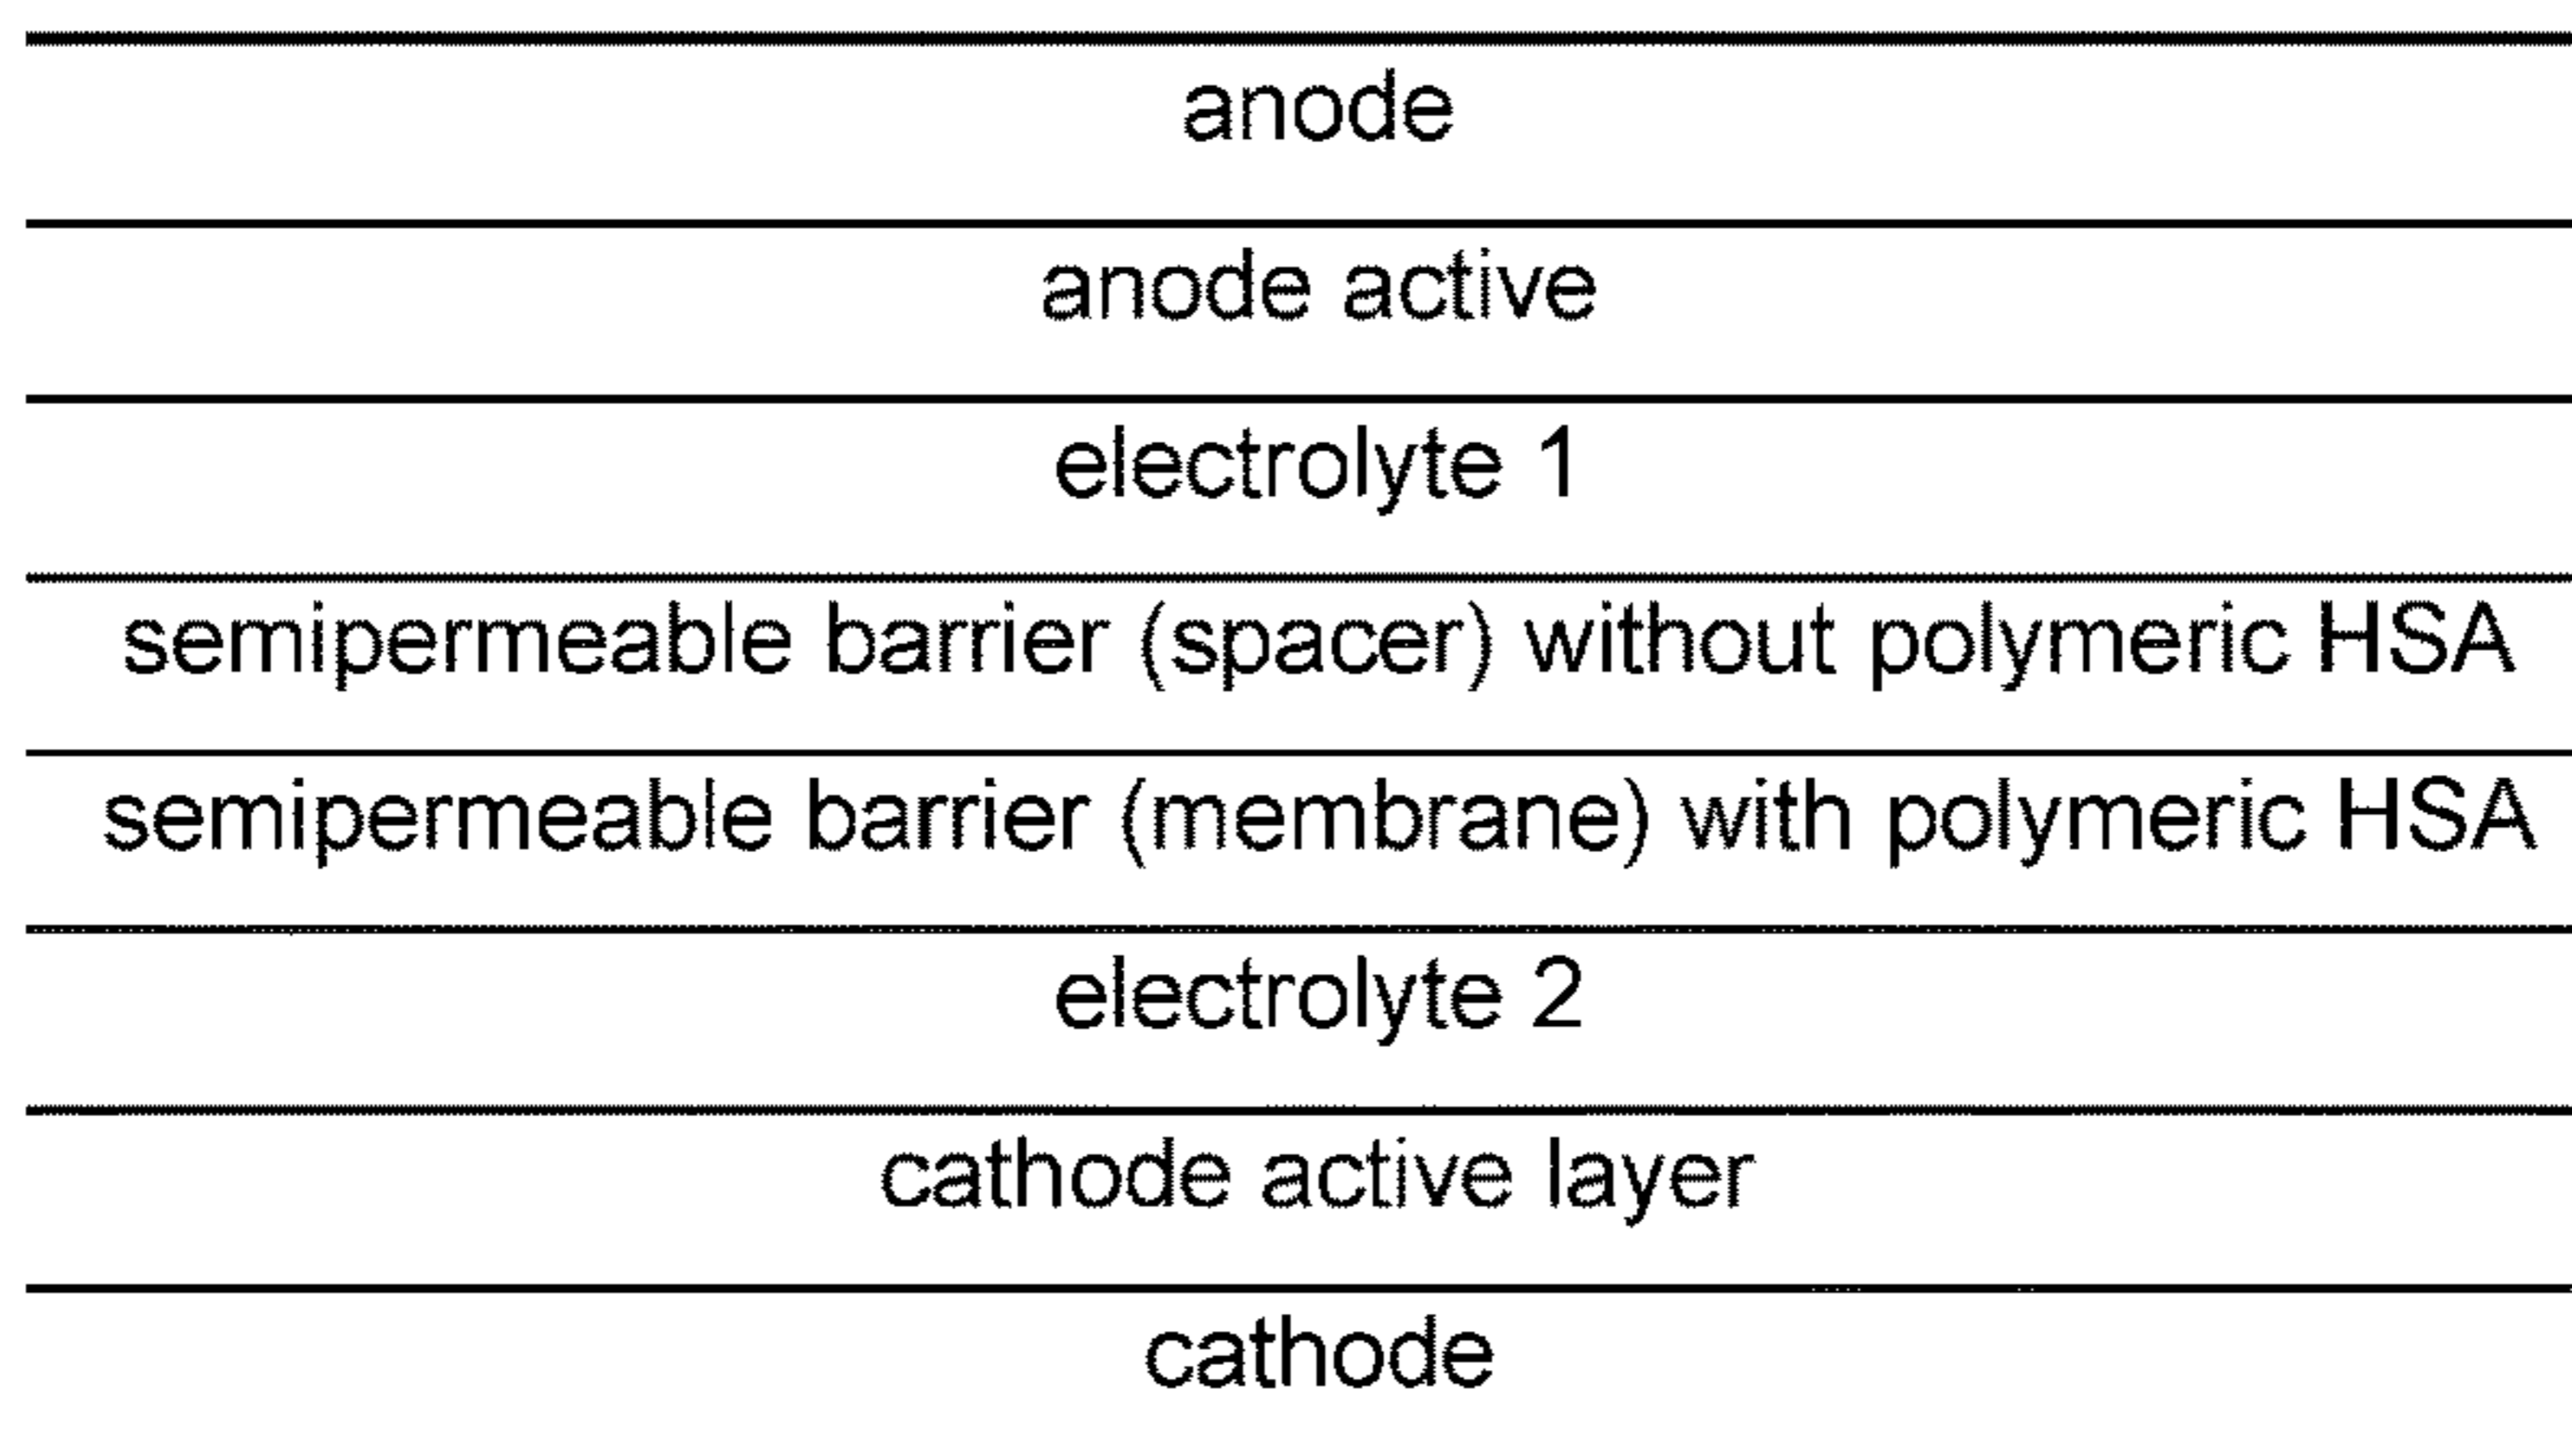 anode
anode active
electrolyte 1
semipermeable barrier (spacer) without polymeric HSA
semipermeable barrier (membrane) with polymeric HSA
electrolyte 2
cathode active layer
cathode